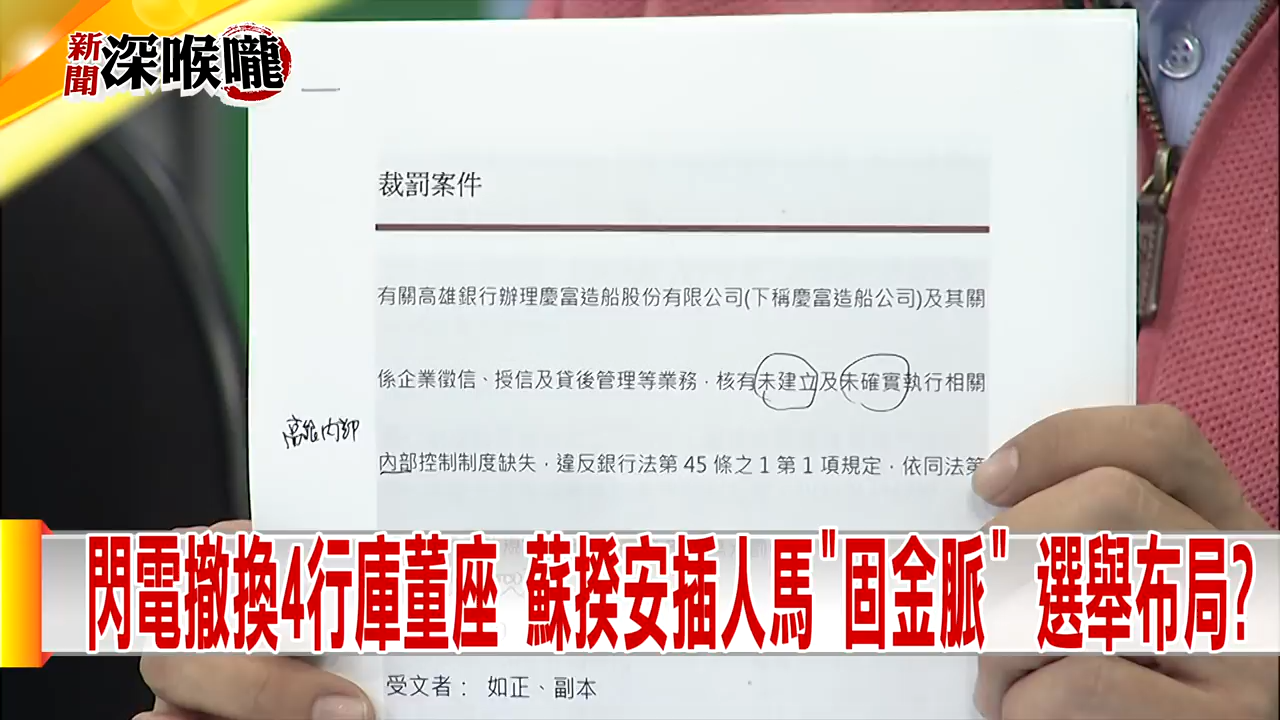 新聞
深喉嚨
裁罰案件
有關高雄銀行辦理慶富造船股份有限公司(下稱慶富造船公司)及其關
係企業徵信、授信及貸後管理等業務，核有未建立及未確實執行相關
高雄內部
內部控制制度缺失，違反銀行法第 45 條之 1 第 1 項規定，依同法第
閃電撤換4行庫董座 蘇揆安插人馬"固金脈" 選舉布局?
受文者： 如正、副本